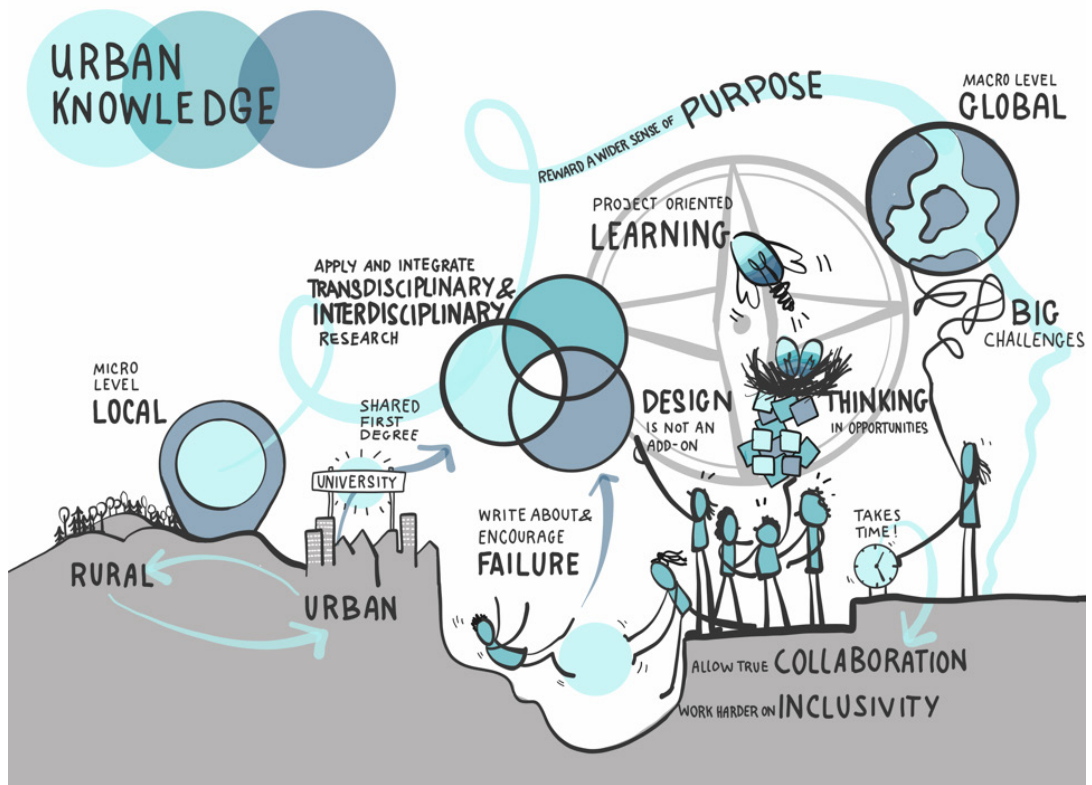 URBAN
KNOWLEDGE
REWARD A WIDER SENSE OF PURPOSE
MACRO LEVEL
GLOBAL
PROJECT ORIENTED
LEARNING
APPLY AND INTEGRATE
TRANSDISCIPLINARY &
INTERDISCIPLINARY
RESEARCH
BIG
CHALLENGES
MICRO
LEVEL
LOCAL
SHARED
FIRST
DEGREE
DESIGN
IS NOT AN
ADD-ON
THINKING
IN OPPORTUNITIES
UNIVERSITY
WRITE ABOUT &
ENCOURAGE
FAILURE
TAKES
TIME!
RURAL
URBAN
ALLOW TRUE COLLABORATION
WORK HARDER ON INCLUSIVITY